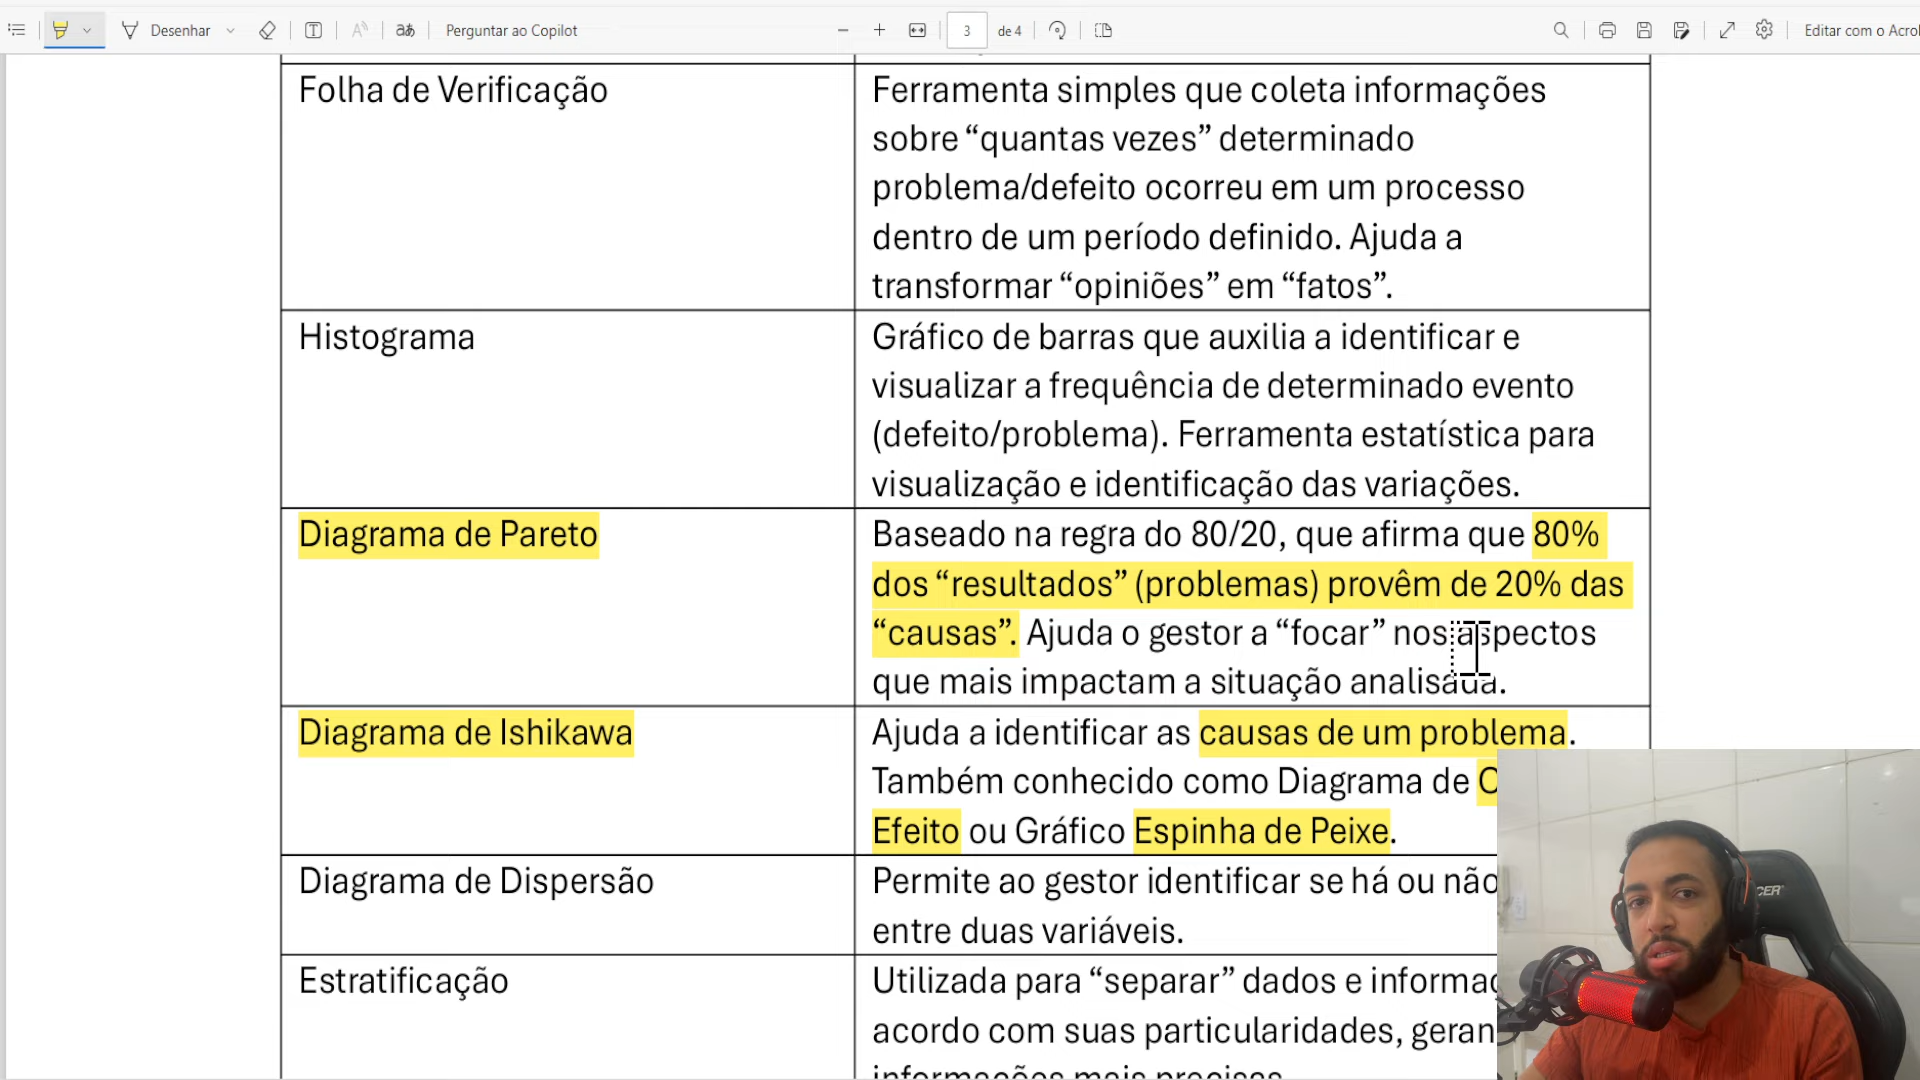 Desenhar
Perguntar ao Copilot
3 de 4
Editar com o Acro
Folha de Verificação
Ferramenta simples que coleta informações
sobre “quantas vezes” determinado
problema/defeito ocorreu em um processo
dentro de um período definido. Ajuda a
transformar “opiniões” em “fatos”.
Histograma
Gráfico de barras que auxilia a identificar e
visualizar a frequência de determinado evento
(defeito/problema). Ferramenta estatística para
visualização e identificação das variações.
Diagrama de Pareto
Baseado na regra do 80/20, que afirma que 80%
dos “resultados” (problemas) provêm de 20% das
“causas”. Ajuda o gestor a “focar” nos aspectos
que mais impactam a situação analisada.
Diagrama de Ishikawa
Ajuda a identificar as causas de um problema.
Também conhecido como Diagrama de
Efeito ou Gráfico Espinha de Peixe.
Diagrama de Dispersão
Permite ao gestor identificar se há ou não
entre duas variáveis.
Estratificação
Utilizada para “separar” dados e informaç
acordo com suas particularidades, geran
informações mais precisas.